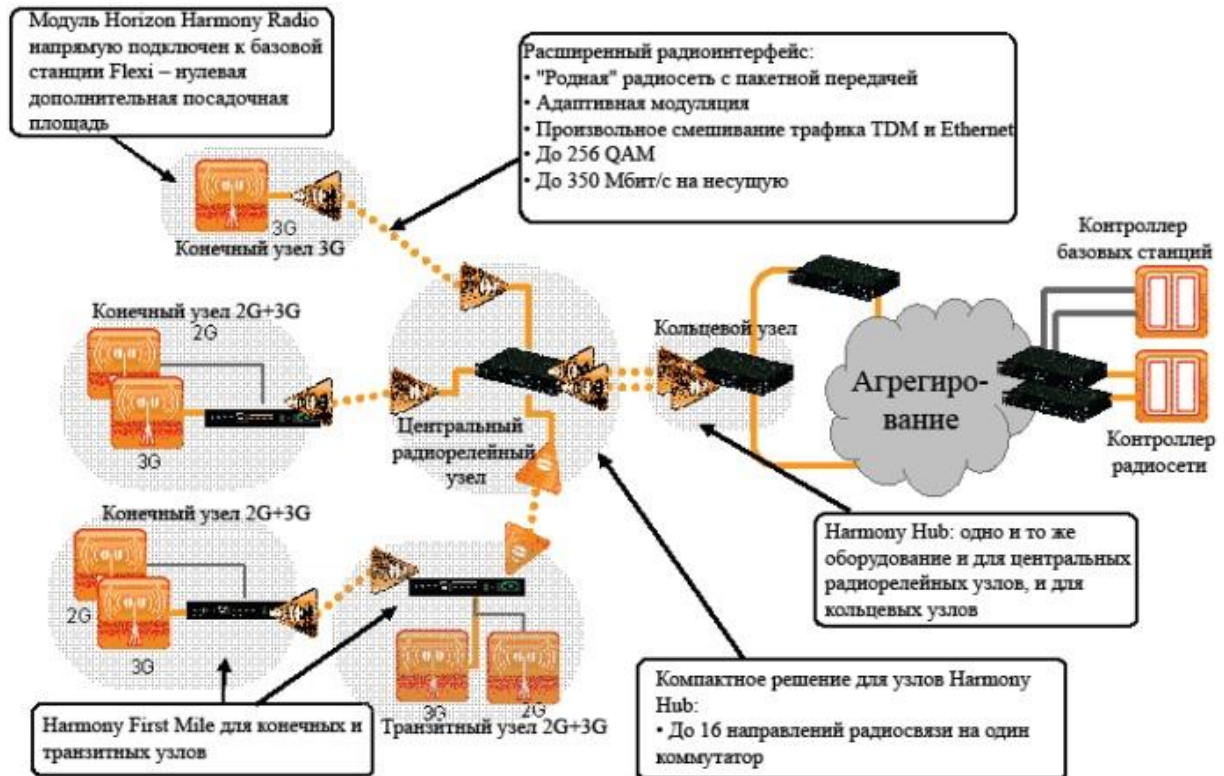 Модуль Horizon Harmony Radio
напрямую подключен к базовой
станции Flexi – нулевая
дополнительная посадочная
площадь
Расширенный радиоинтерфейс:
• "Родная" радиосеть с пакетной передачей
• Адаптивная модуляция
• Произвольное смешивание трафика TDM и Ethernet
• До 256 QAM
• До 350 Мбит/с на несущую
3G
Конечный узел 3G
Контроллер
базовых станций
Конечный узел 2G+3G
2G
3G
Кольцевой узел
Агрегиро-
вание
Центральный
радиорелейный
узел
Контроллер
радиосети
Конечный узел 2G+3G
2G
3G
Harmony Hub: одно и то же
оборудование и для центральных
радиорелейных узлов, и для
кольцевых узлов
3G
2G
Транзитный узел 2G+3G
Harmony First Mile для конечных и
транзитных узлов
Компактное решение для узлов Harmony
Hub:
• До 16 направлений радиосвязи на один
коммутатор